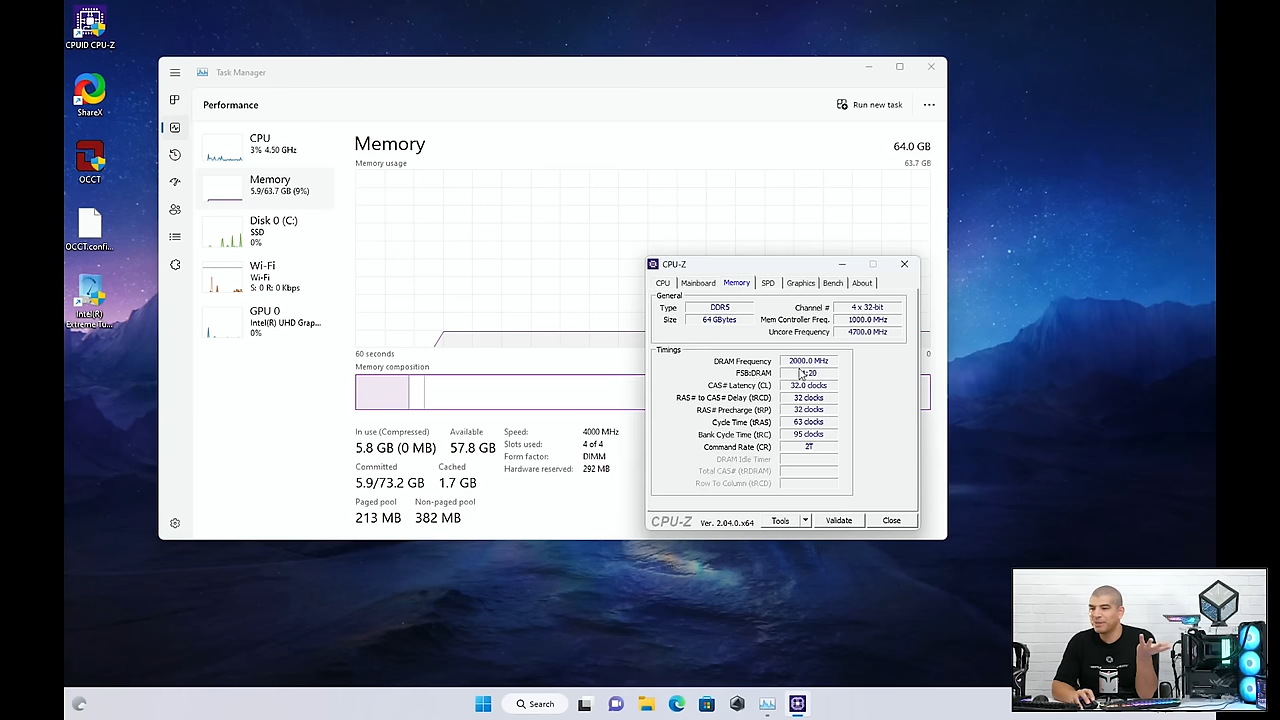 CPUID CPU-Z
ShareX
OCCT
OCCT.confi...
Intel(R)
Extreme Tu...
Task Manager
Performance
Run new task
CPU
3% 4.50 GHz
Memory
5.9/63.7 GB (9%)
Disk 0 (C:)
SSD
0%
Wi-Fi
Wi-Fi
S: 0 R: 0 Kbps
GPU 0
Intel(R) UHD Grap...
0%
Memory
64.0 GB
Memory usage
63.7 GB
60 seconds
0
Memory composition
In use (Compressed)
5.8 GB (0 MB)
Available
57.8 GB
Committed
5.9/73.2 GB
Cached
1.7 GB
Paged pool
213 MB
Non-paged pool
382 MB
Speed: 4000 MHz
Slots used: 4 of 4
Form factor: DIMM
Hardware reserved: 292 MB
CPU-Z
CPU Mainboard Memory SPD Graphics Bench About
General
Type DDR5 Channel # 4 x 32-bit
Size 64 GBytes Mem Controller Freq. 1000.0 MHz
Uncore Frequency 4700.0 MHz
Timings
DRAM Frequency 2000.0 MHz
FSB:DRAM :20
CAS# Latency (CL) 32.0 clocks
RAS# to CAS# Delay (tRCD) 32 clocks
RAS# Precharge (tRP) 32 clocks
Cycle Time (tRAS) 63 clocks
Bank Cycle Time (tRC) 95 clocks
Command Rate (CR) 2T
DRAM Idle Timer
Total CAS# (tRDRAM)
Row To Column (tRCD)
CPU-Z Ver. 2.04.0.x64 Tools Validate Close
Search